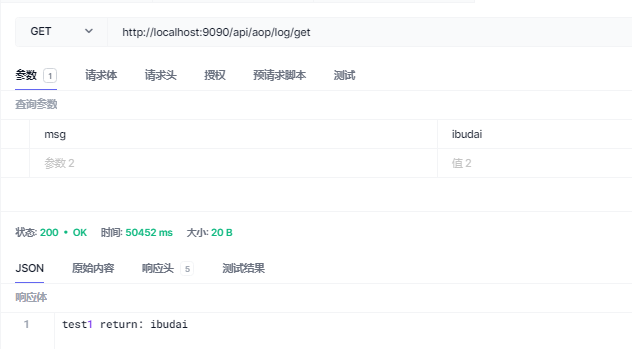 GET http://localhost:9090/api/aop/log/get
参数 1 请求体 请求头 授权 预请求脚本 测试
查询参数
msg ibudai
参数 2 值 2
状态: 200 • OK 时间: 50452 ms 大小: 20 B
JSON 原始内容 响应头 5 测试结果
响应体
1 test1 return: ibudai